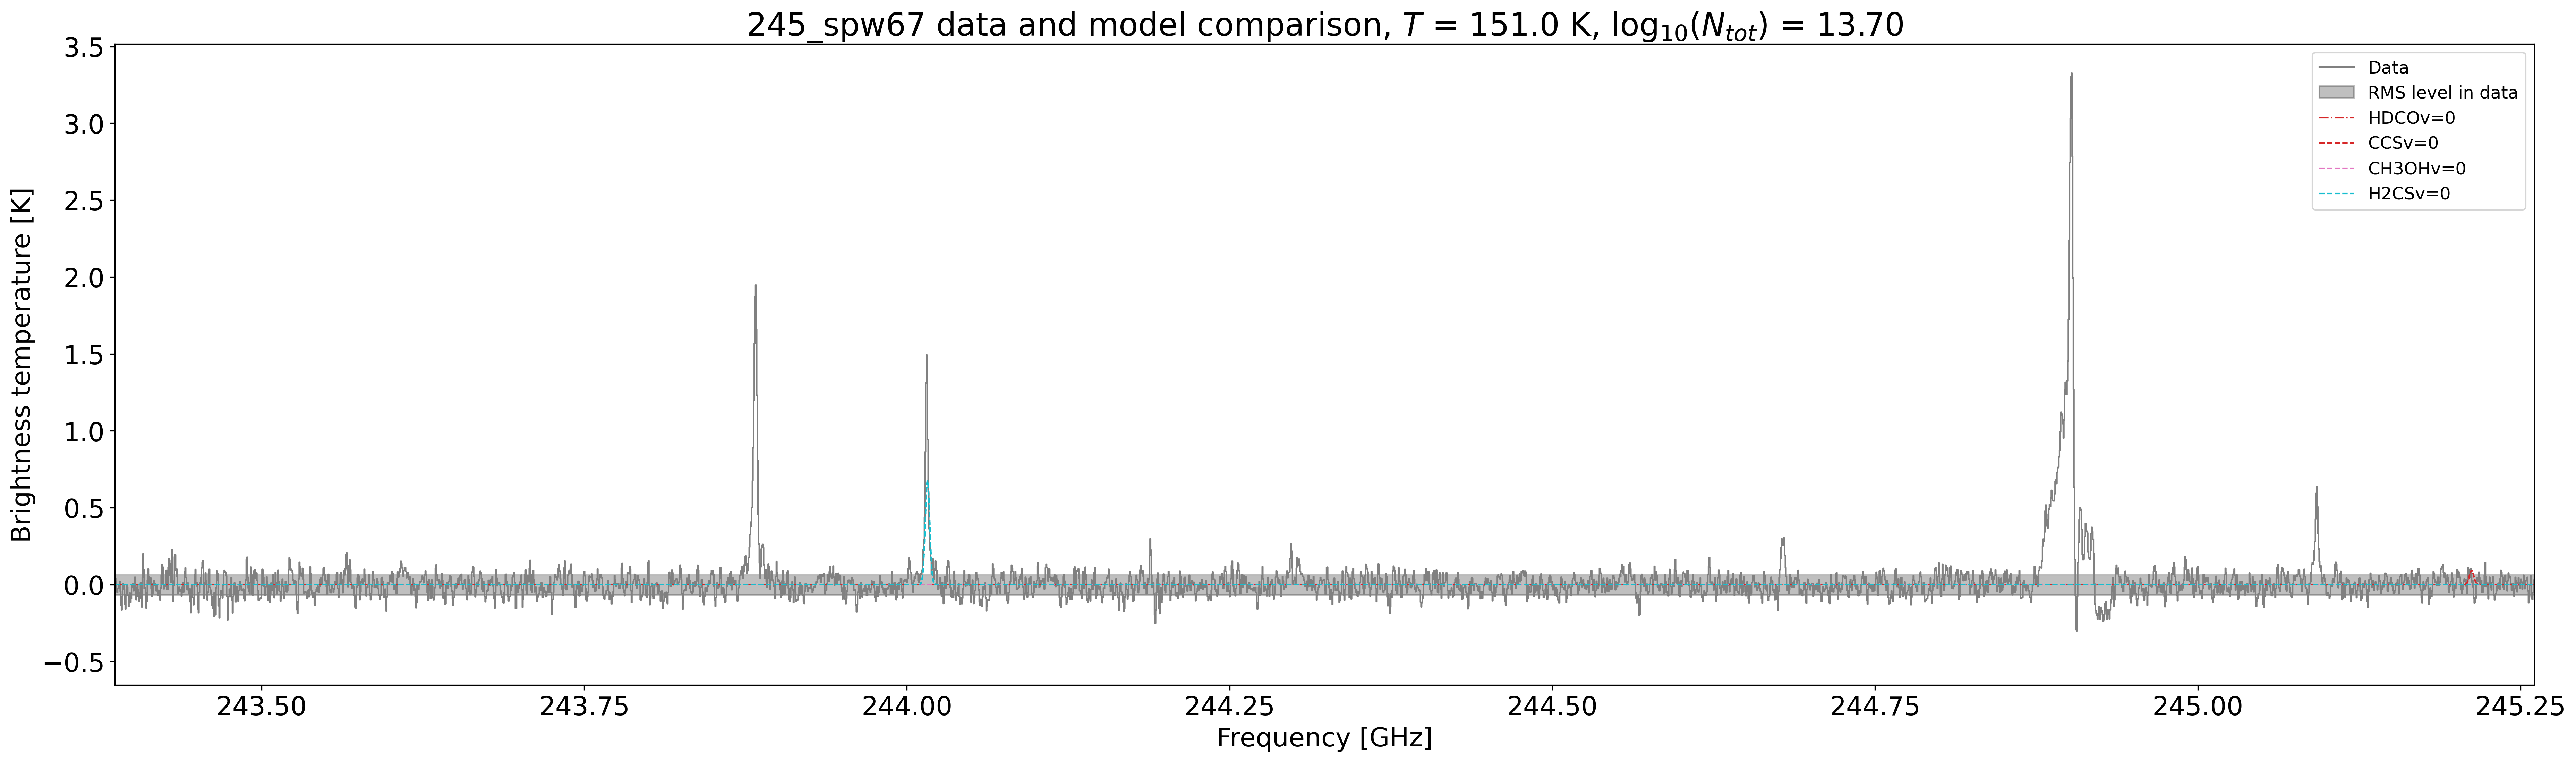 245_spw67 data and model comparison, T = 151.0 K, log₁₀(Nₜₒₜ) = 13.70
Brightness temperature [K]
3.5
3.0
2.5
2.0
1.5
1.0
0.5
0.0
−0.5
Data
RMS level in data
HDCOv=0
CCSv=0
CH3OHv=0
H2CSv=0
243.50 243.75 244.00 244.25 244.50 244.75 245.00 245.25
Frequency [GHz]